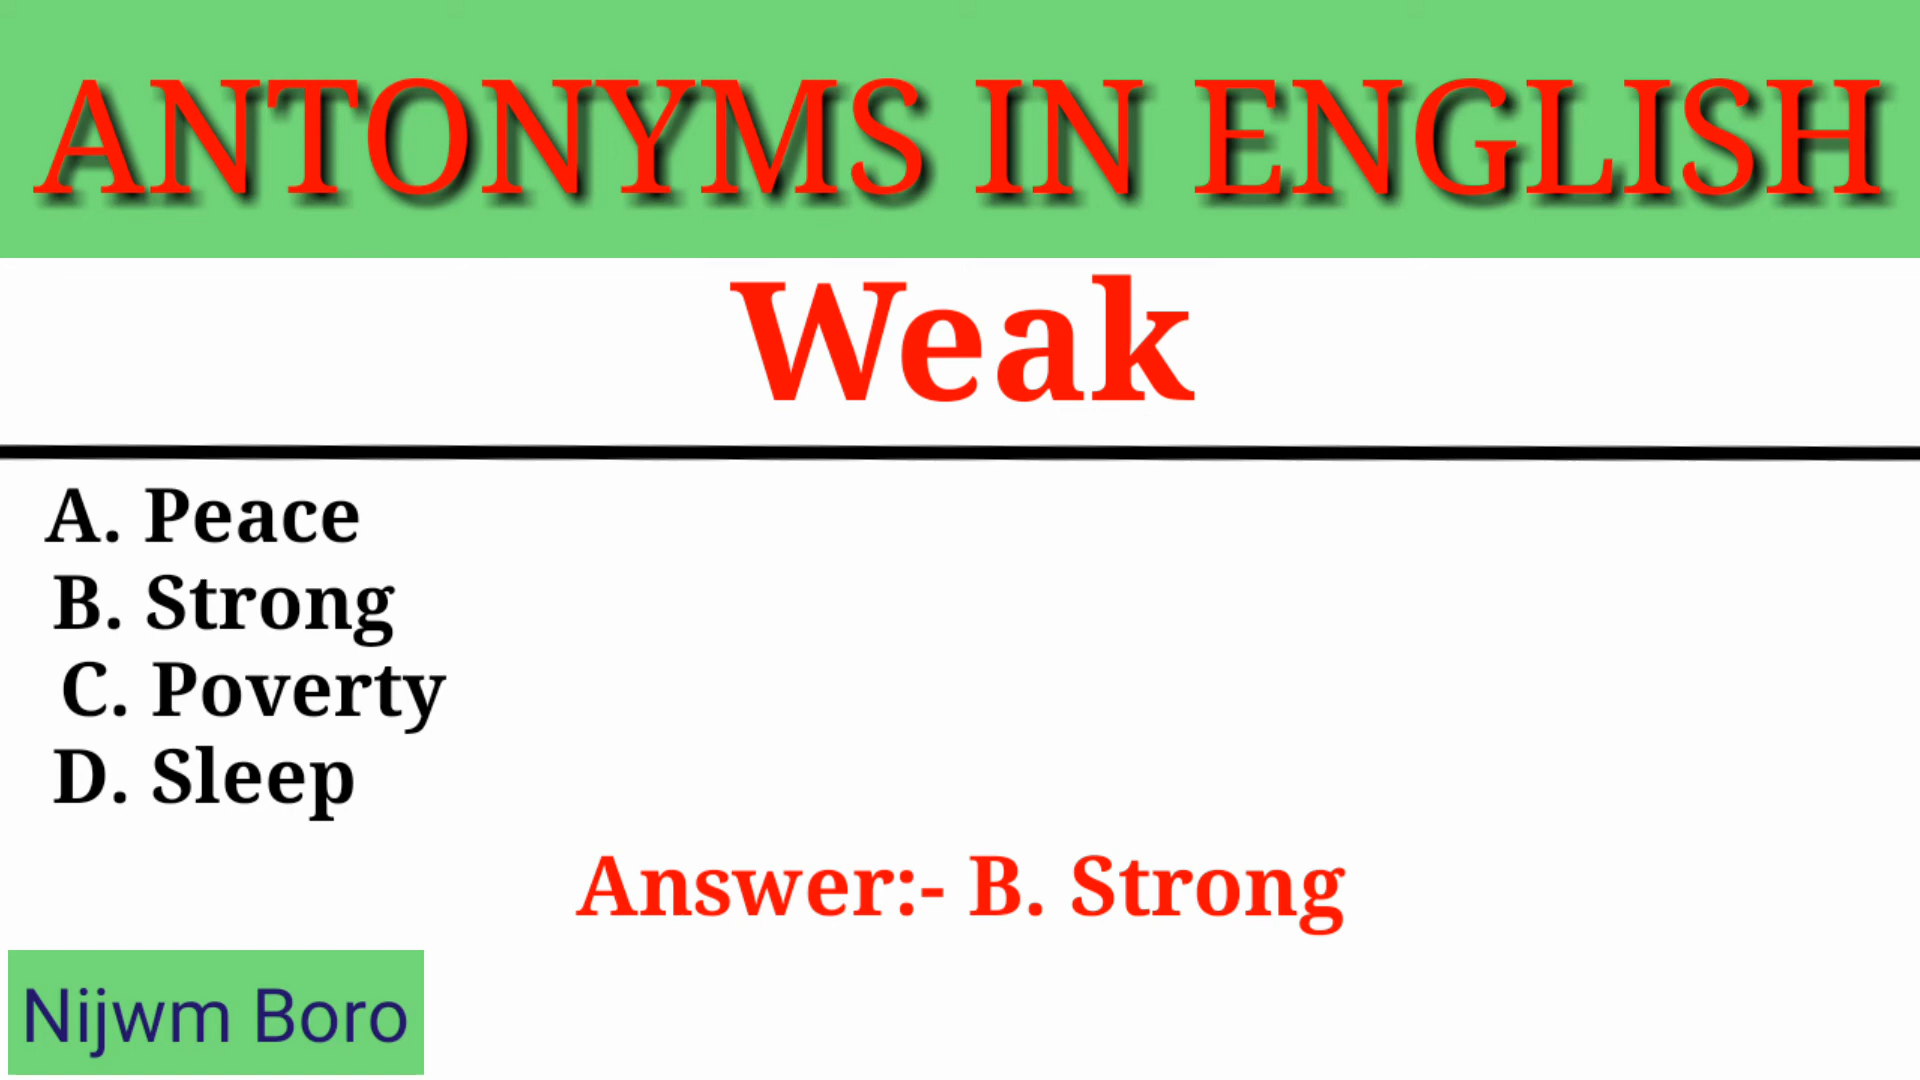 ANTONYMS IN ENGLISH
Weak
A. Peace
B. Strong
C. Poverty
D. Sleep
Answer:- B. Strong
Nijwm Boro